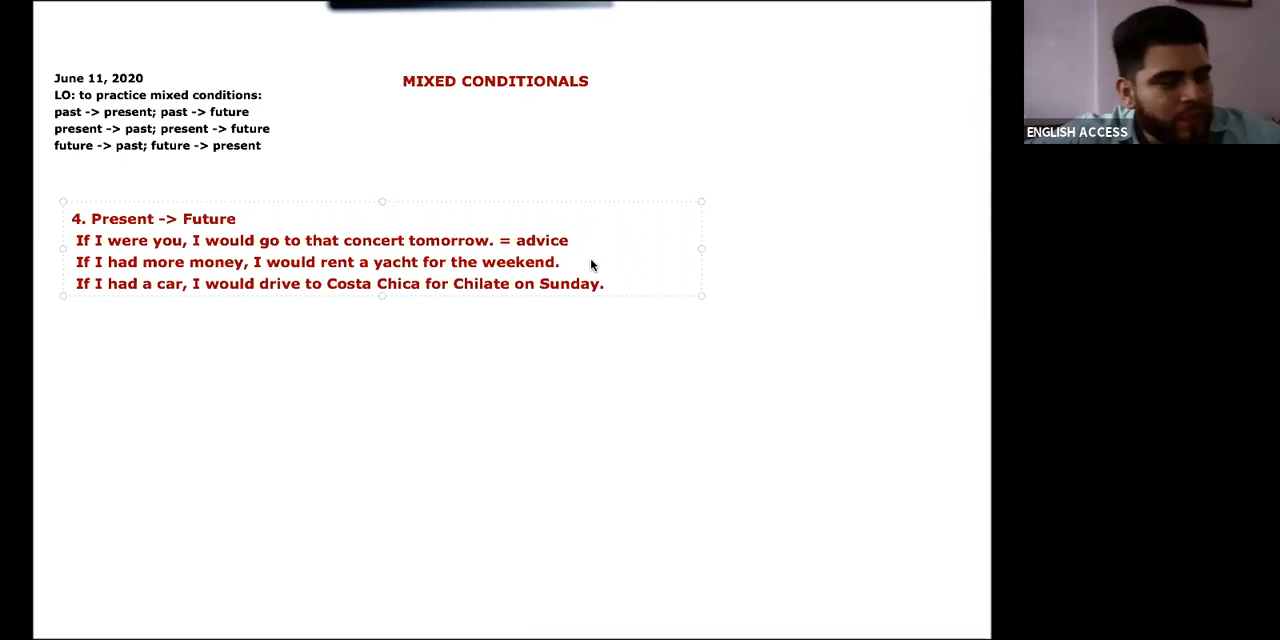 June 11, 2020
MIXED CONDITIONALS
LO: to practice mixed conditions:
past -> present; past -> future
present -> past; present -> future
future -> past; future -> present
4. Present -> Future
If I were you, I would go to that concert tomorrow. = advice
If I had more money, I would rent a yacht for the weekend.
If I had a car, I would drive to Costa Chica for Chilate on Sunday.
ENGLISH ACCESS